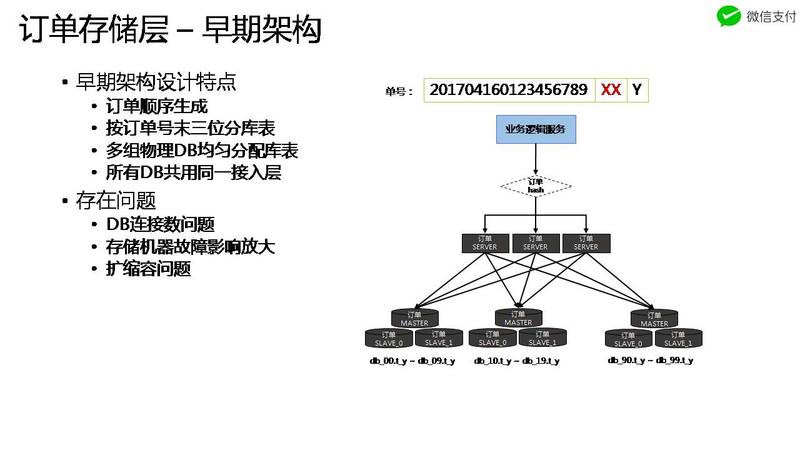 微信支付
订单存储层 – 早期架构
• 早期架构设计特点
• 订单顺序生成
• 按订单号末三位分库表
• 多组物理DB均匀分配库表
• 所有DB共用同一接入层
• 存在问题
• DB连接数问题
• 存储机器故障影响放大
• 扩缩容问题
单号： 201704160123456789 XX Y
业务逻辑服务
订单
hash
订单 订单 订单
SERVER SERVER SERVER
订单 订单 订单
MASTER MASTER MASTER
订单 订单 订单 订单 订单 订单
SLAVE_0 SLAVE_1 SLAVE_0 SLAVE_1 SLAVE_0 SLAVE_1
db_00.t_y ~ db_09.t_y db_10.t_y ~ db_19.t_y db_90.t_y ~ db_99.t_y